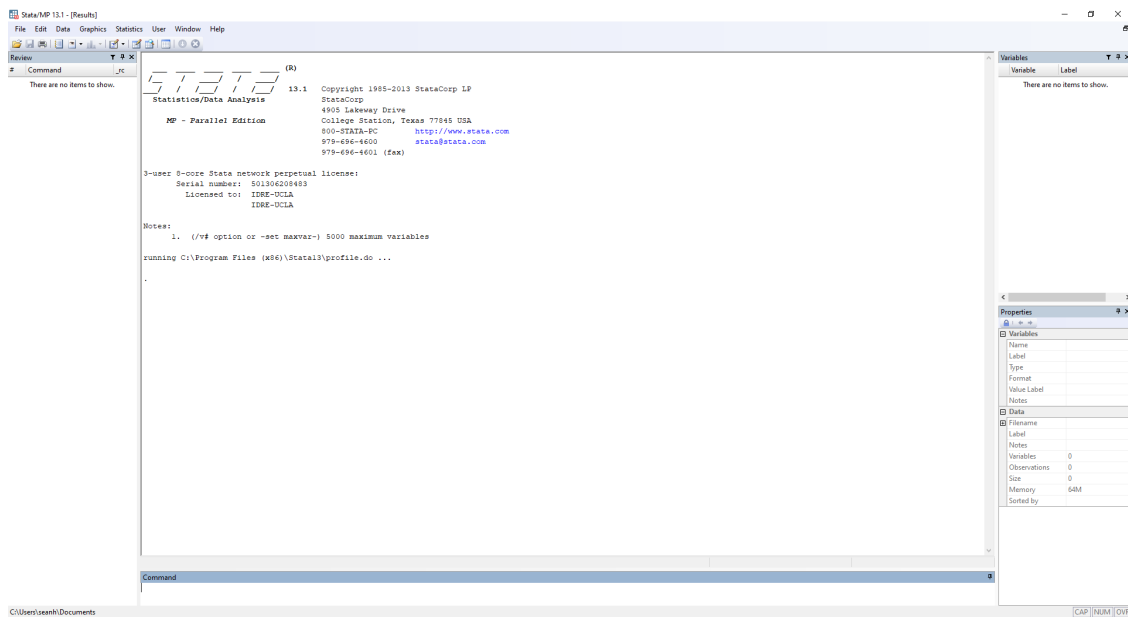 Stata/MP 13.1 - [Results]
File Edit Data Graphics Statistics User Window Help
Review
# Command _rc
There are no items to show.
(R)
13.1 Copyright 1985-2013 StataCorp LP
Statistics/Data Analysis StataCorp
4905 Lakeway Drive
MP - Parallel Edition College Station, Texas 77845 USA
800-STATA-PC http://www.stata.com
979-696-4600 stata@stata.com
979-696-4601 (fax)
3-user 8-core Stata network perpetual license:
Serial number: 501306208483
Licensed to: IDRE-UCLA
IDRE-UCLA
Notes:
1. (/v# option or -set maxvar-) 5000 maximum variables
running C:\Program Files (x86)\Stata13\profile.do ...
.
Command
Variables
Variable Label
There are no items to show.
Properties
Variables
Name
Label
Type
Format
Value Label
Notes
Data
Filename
Label
Notes
Variables 0
Observations 0
Size 0
Memory 64M
Sorted by
C:\Users\seanh\Documents
CAP NUM OVR